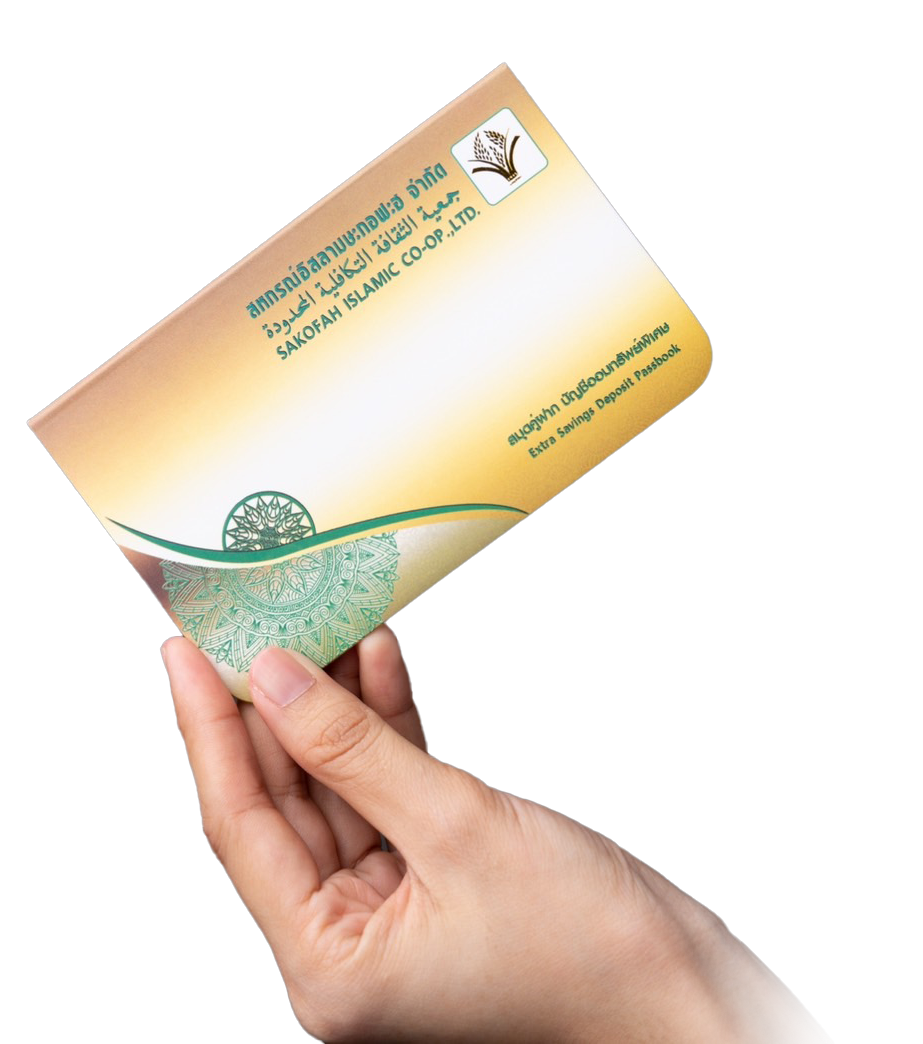 สหกรณ์อิสลามษะกอฟะฮ จำกัด
جمعية الثقافة التكافلية المحدودة
SAKOFAH ISLAMIC CO-OP.,LTD.
สมุดคู่ฝาก บัญชีออมทรัพย์พิเศษ
Extra Savings Deposit Passbook